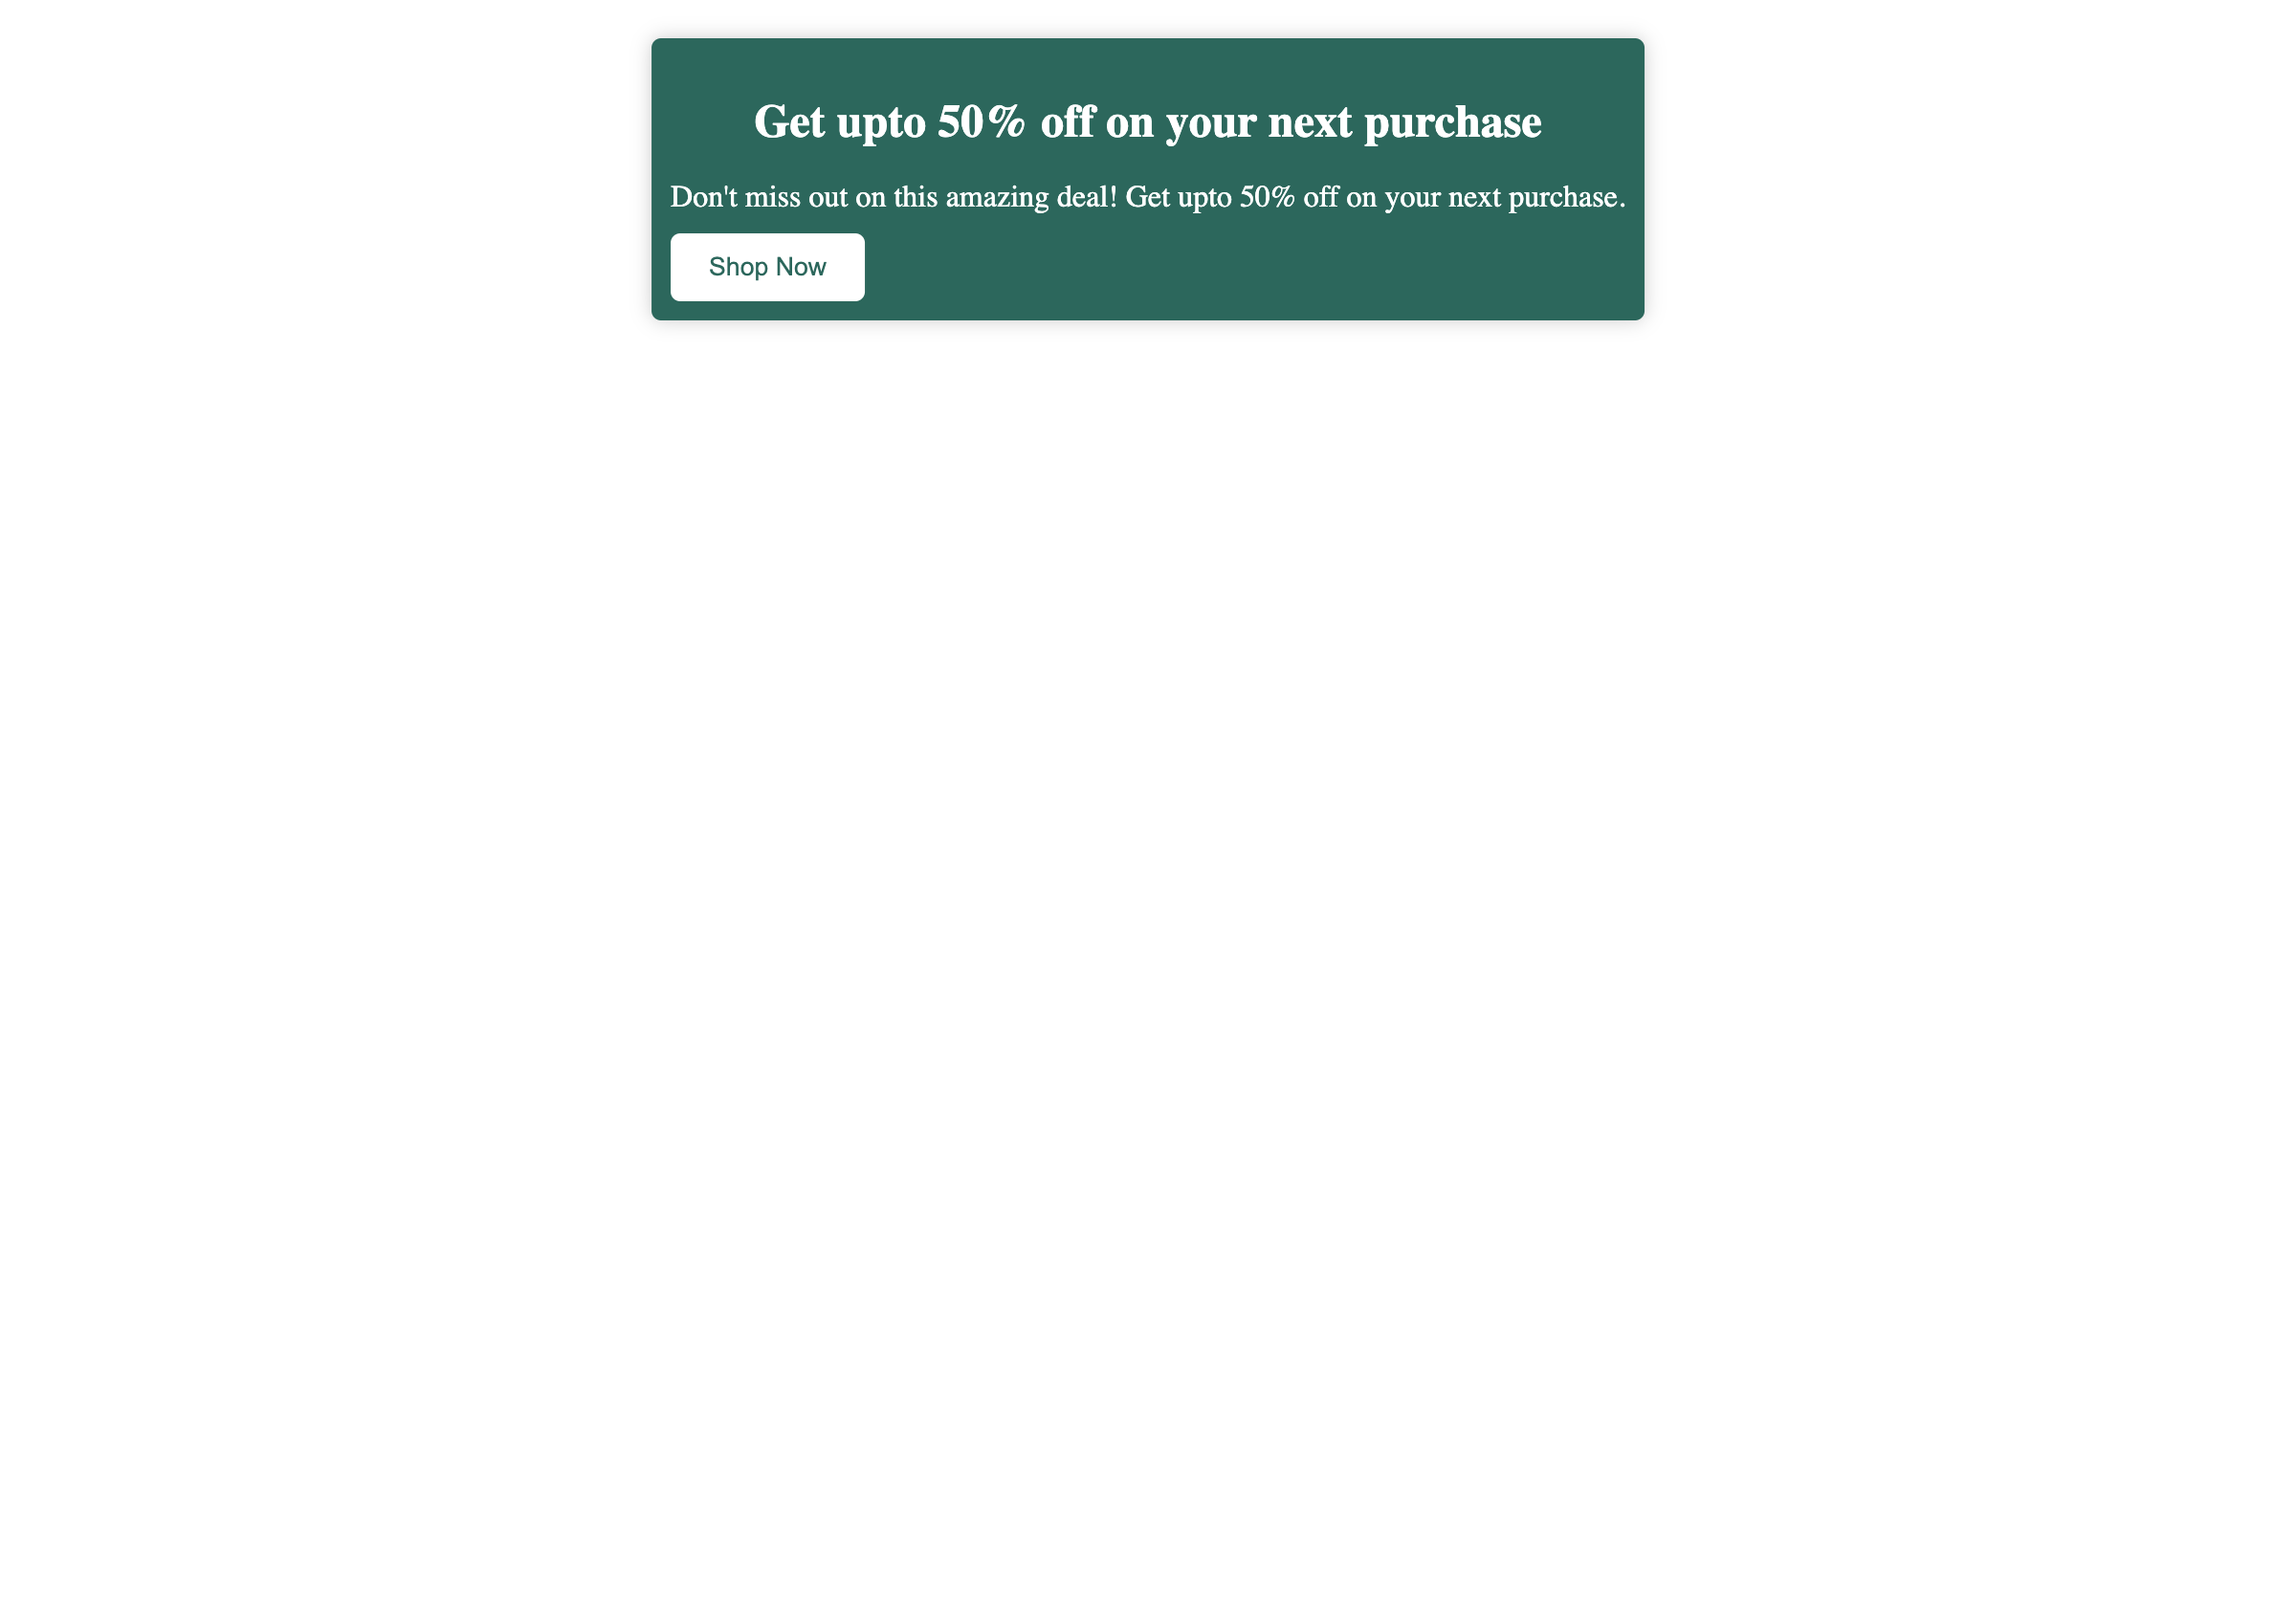 Get upto 50% off on your next purchase
Don't miss out on this amazing deal! Get upto 50% off on your next purchase.
Shop Now